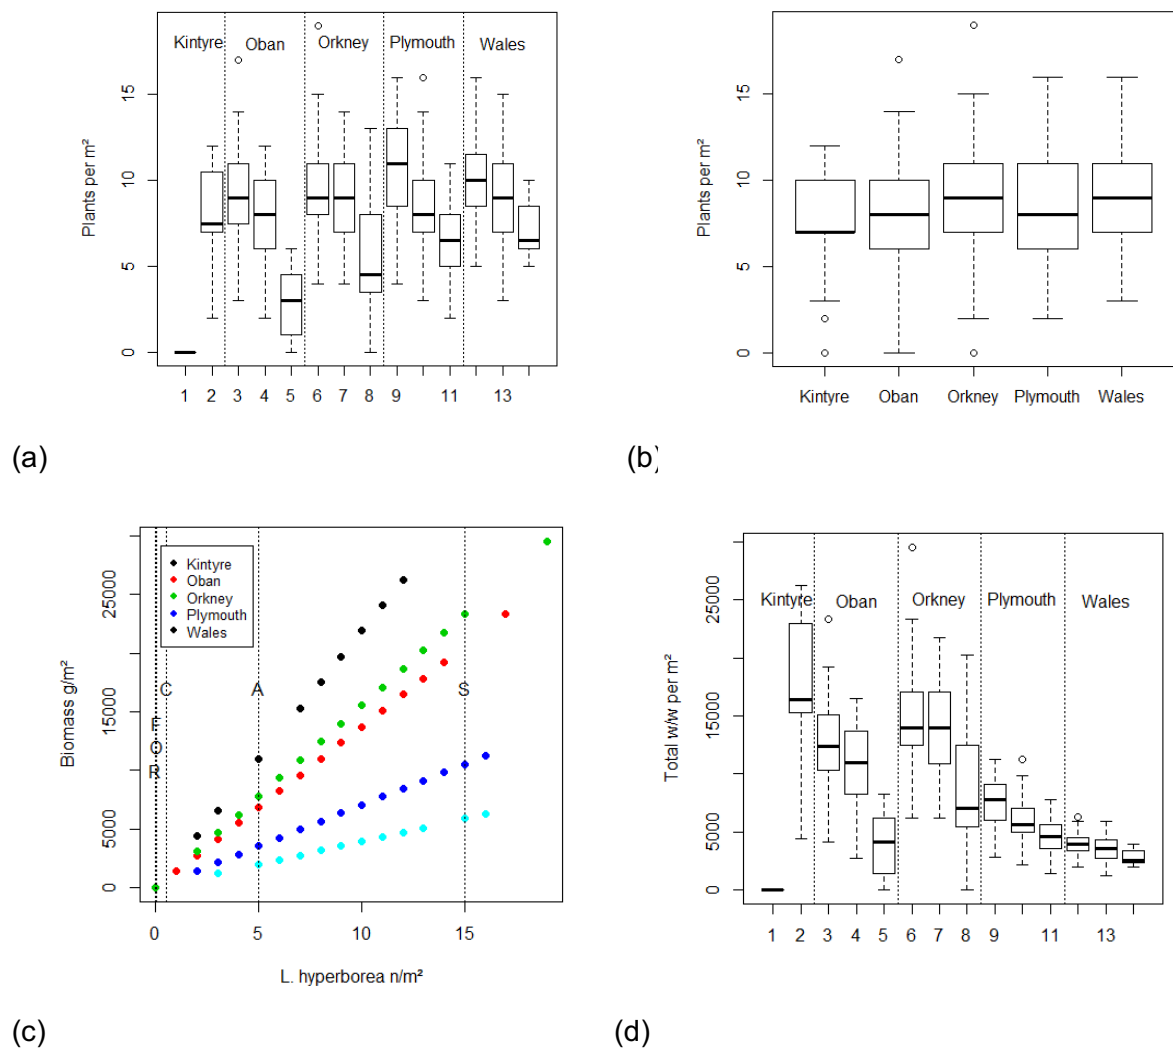 Kintyre Oban Orkney Plymouth Wales
Plants per m²
15
10
5
0
1 2 3 4 5 6 7 8 9 11 13
(a)
Plants per m²
15
10
5
0
Kintyre Oban Orkney Plymouth Wales
(b)
Biomass g/m²
25000
15000
5000
0
Kintyre
Oban
Orkney
Plymouth
Wales
C A S
F
O
R
0 5 10 15
L. hyperborea n/m²
(c)
Total w/w per m²
25000
15000
5000
0
Kintyre Oban Orkney Plymouth Wales
1 2 3 4 5 6 7 8 9 11 13
(d)